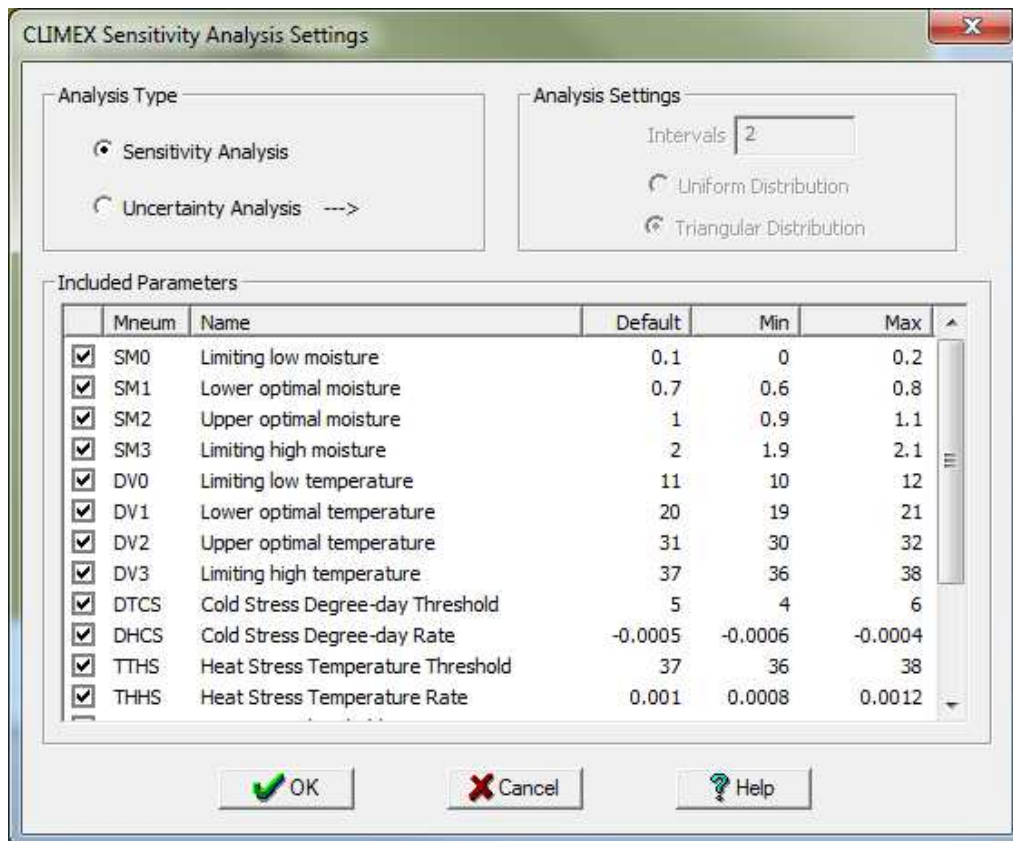 CLIMEX Sensitivity Analysis Settings
Analysis Type
Sensitivity Analysis
Uncertainty Analysis --->
Analysis Settings
Intervals 2
Uniform Distribution
Triangular Distribution
Included Parameters
Mneum Name Default Min Max
SM0 Limiting low moisture 0.1 0 0.2
SM1 Lower optimal moisture 0.7 0.6 0.8
SM2 Upper optimal moisture 1 0.9 1.1
SM3 Limiting high moisture 2 1.9 2.1
DV0 Limiting low temperature 11 10 12
DV1 Lower optimal temperature 20 19 21
DV2 Upper optimal temperature 31 30 32
DV3 Limiting high temperature 37 36 38
DTCS Cold Stress Degree-day Threshold 5 4 6
DHCS Cold Stress Degree-day Rate -0.0005 -0.0006 -0.0004
TTHS Heat Stress Temperature Threshold 37 36 38
THHS Heat Stress Temperature Rate 0.001 0.0008 0.0012
OK Cancel Help